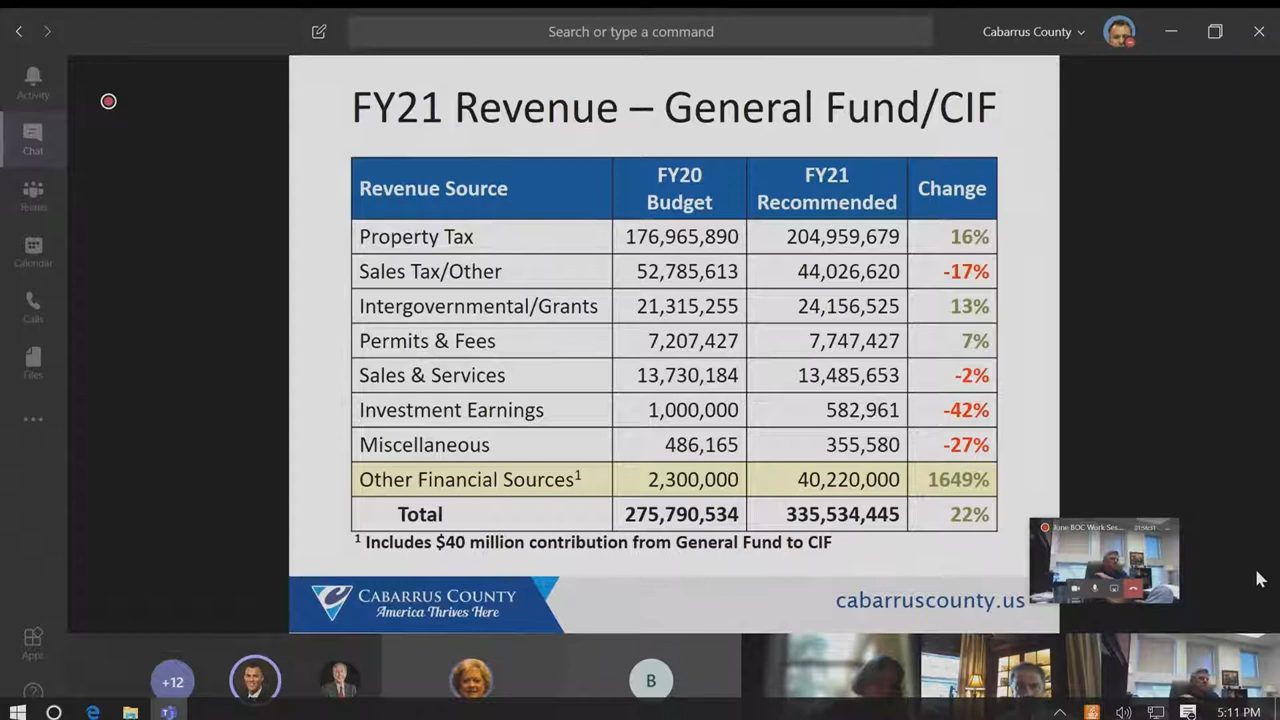 Search or type a command
Cabarrus County
Activity
Chat
Teams
Calendar
Calls
Files
Apps
FY21 Revenue – General Fund/CIF
Revenue Source FY20 Budget FY21 Recommended Change
Property Tax 176,965,890 204,959,679 16%
Sales Tax/Other 52,785,613 44,026,620 -17%
Intergovernmental/Grants 21,315,255 24,156,525 13%
Permits & Fees 7,207,427 7,747,427 7%
Sales & Services 13,730,184 13,485,653 -2%
Investment Earnings 1,000,000 582,961 -42%
Miscellaneous 486,165 355,580 -27%
Other Financial Sources¹ 2,300,000 40,220,000 1649%
Total 275,790,534 335,534,445 22%
¹ Includes $40 million contribution from General Fund to CIF
June BOC Work Ses...
CABARRUS COUNTY
America Thrives Here
cabarruscounty.us
+12
B
5:11 PM